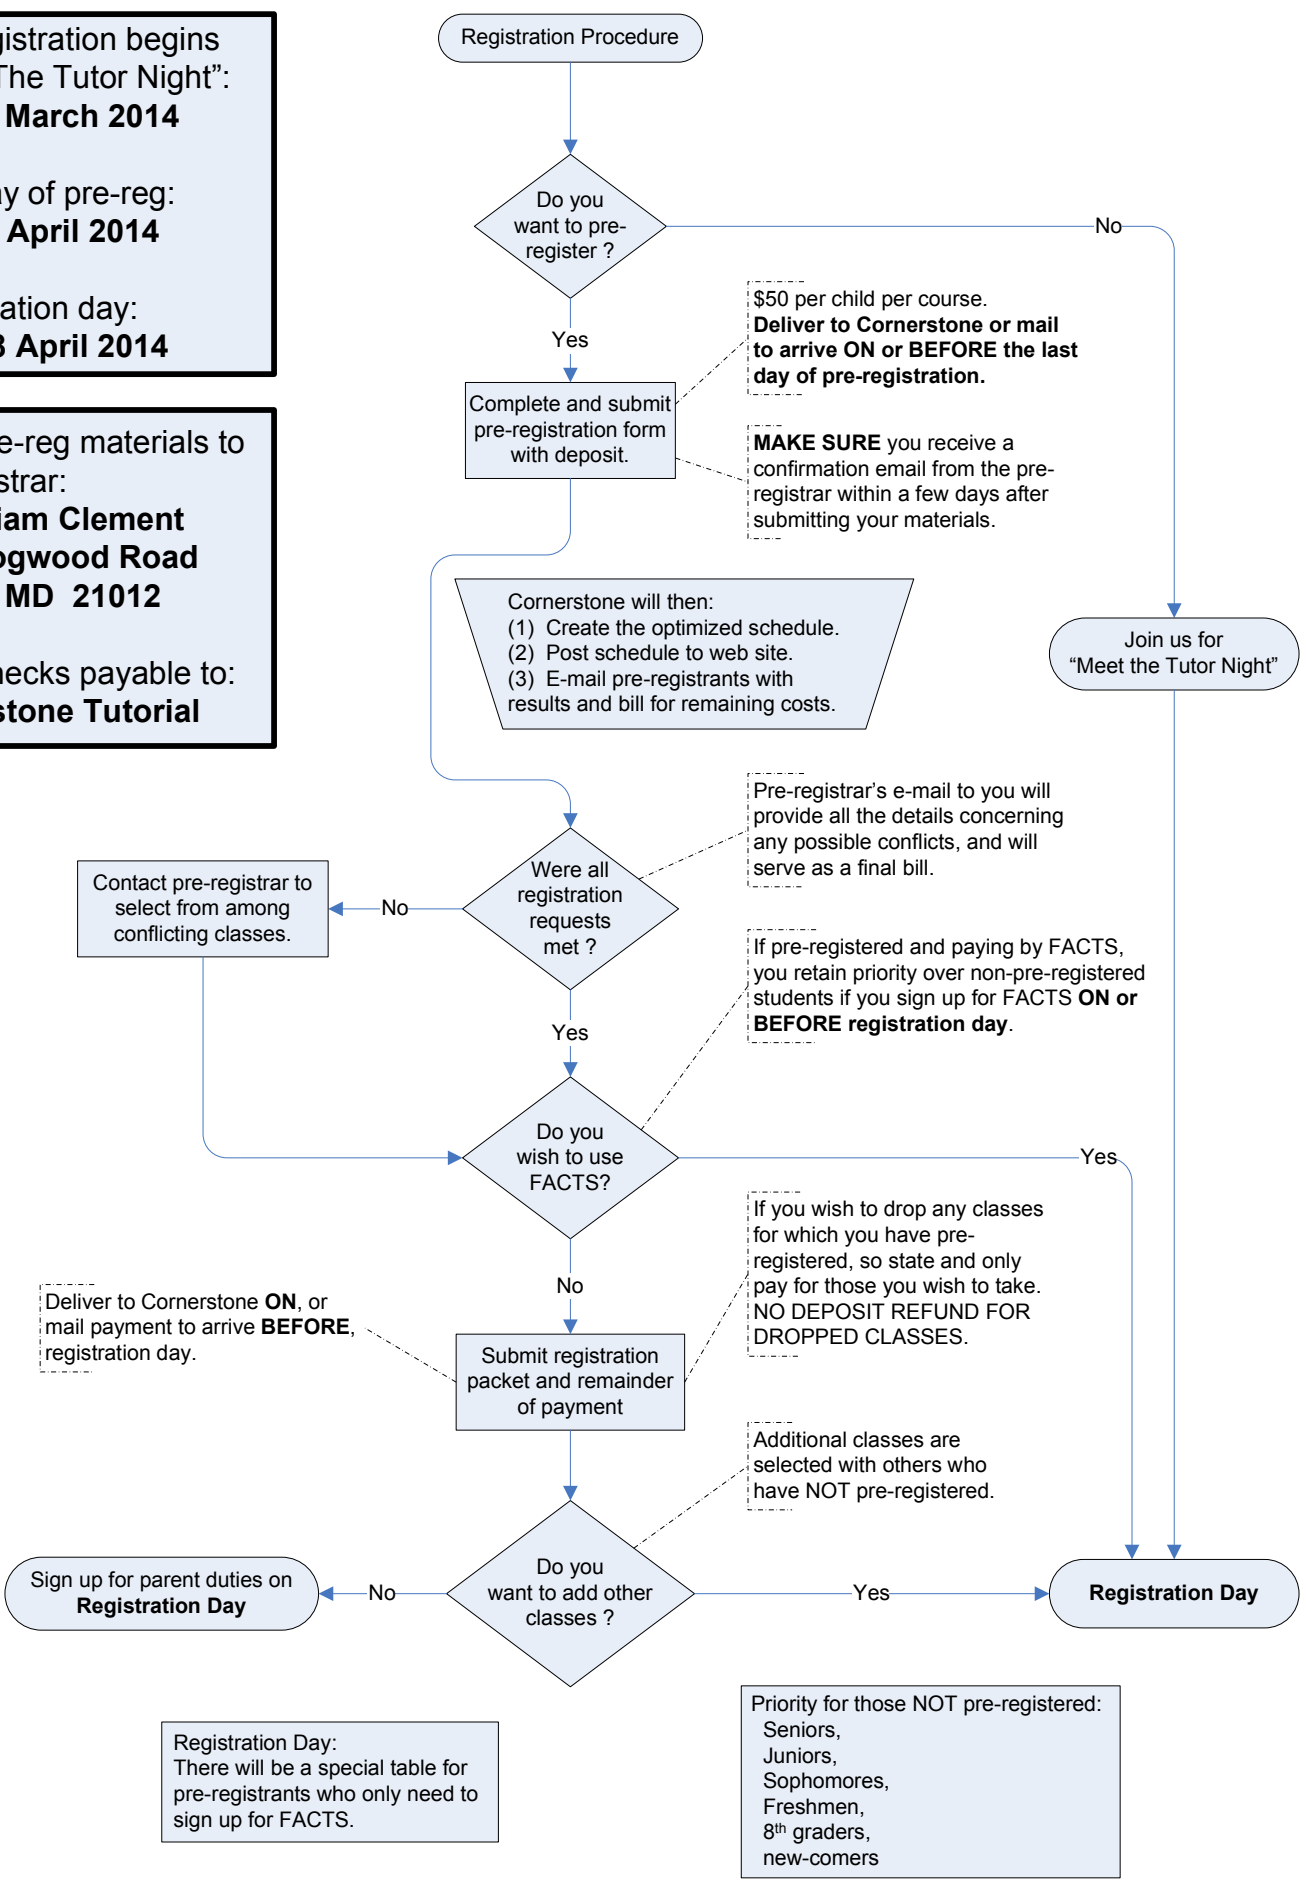 gistration begins
The Tutor Night”:
March 2014
ay of pre-reg:
April 2014
ation day:
April 2014
e-reg materials to
strar:
iam Clement
ogwood Road
MD 21012
hecks payable to:
stone Tutorial
Registration Procedure
Do you
want to pre-
register ?
No
Yes
$50 per child per course.
Deliver to Cornerstone or mail
to arrive ON or BEFORE the last
day of pre-registration.
Complete and submit
pre-registration form
with deposit.
MAKE SURE you receive a
confirmation email from the pre-
registrar within a few days after
submitting your materials.
Cornerstone will then:
(1) Create the optimized schedule.
(2) Post schedule to web site.
(3) E-mail pre-registrants with
results and bill for remaining costs.
Join us for
“Meet the Tutor Night”
Pre-registrar’s e-mail to you will
provide all the details concerning
any possible conflicts, and will
serve as a final bill.
Were all
registration
requests
met ?
No
Contact pre-registrar to
select from among
conflicting classes.
Yes
If pre-registered and paying by FACTS,
you retain priority over non-pre-registered
students if you sign up for FACTS ON or
BEFORE registration day.
Do you
wish to use
FACTS?
Yes
No
If you wish to drop any classes
for which you have pre-
registered, so state and only
pay for those you wish to take.
NO DEPOSIT REFUND FOR
DROPPED CLASSES.
Deliver to Cornerstone ON, or
mail payment to arrive BEFORE,
registration day.
Submit registration
packet and remainder
of payment
Additional classes are
selected with others who
have NOT pre-registered.
Do you
want to add other
classes ?
No
Sign up for parent duties on
Registration Day
Yes
Registration Day
Registration Day:
There will be a special table for
pre-registrants who only need to
sign up for FACTS.
Priority for those NOT pre-registered:
Seniors,
Juniors,
Sophomores,
Freshmen,
8th graders,
new-comers